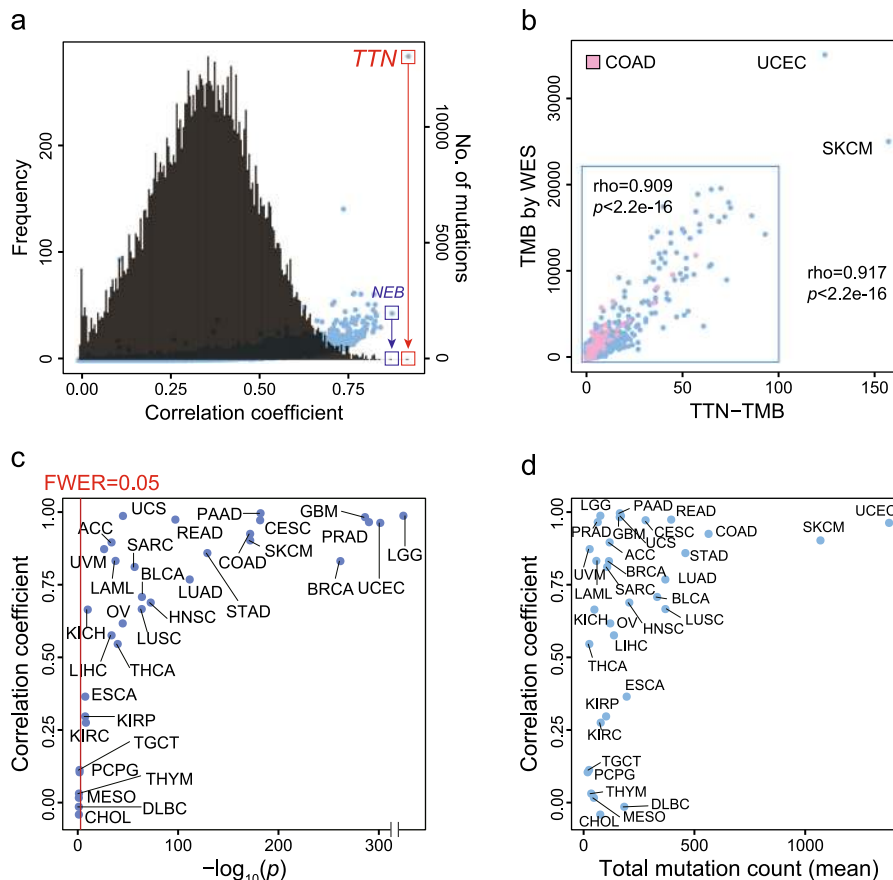 a
TTN
200
100
0
Frequency
10000
5000
0
No. of mutations
NEB
0.00
0.25
0.50
0.75
Correlation coefficient
b
COAD
UCEC
SKCM
rho=0.909
p<2.2e-16
rho=0.917
p<2.2e-16
30000
20000
10000
0
TMB by WES
0
50
100
150
TTN−TMB
c
FWER=0.05
1.00
0.75
0.50
0.25
0.00
Correlation coefficient
UCS
PAAD
GBM
ACC
READ
CESC
PRAD
SARC
COAD
SKCM
LGG
UVM
BLCA
LAML
LUAD
STAD
BRCA
UCEC
OV
HNSC
KICH
LUSC
LIHC
THCA
ESCA
KIRP
KIRC
TGCT
PCPG
THYM
MESO
DLBC
CHOL
0
100
200
300
−log10(p)
d
1.00
0.75
0.50
0.25
0.00
Correlation coefficient
LGG
PAAD
READ
UCEC
PRAD
GBM
CESC
UCS
COAD
SKCM
ACC
STAD
UVM
BRCA
SARC
LUAD
LAML
BLCA
KICH
OV
HNSC
LUSC
LIHC
THCA
ESCA
KIRP
KIRC
TGCT
PCPG
THYM
DLBC
CHOL
MESO
0
500
1000
Total mutation count (mean)